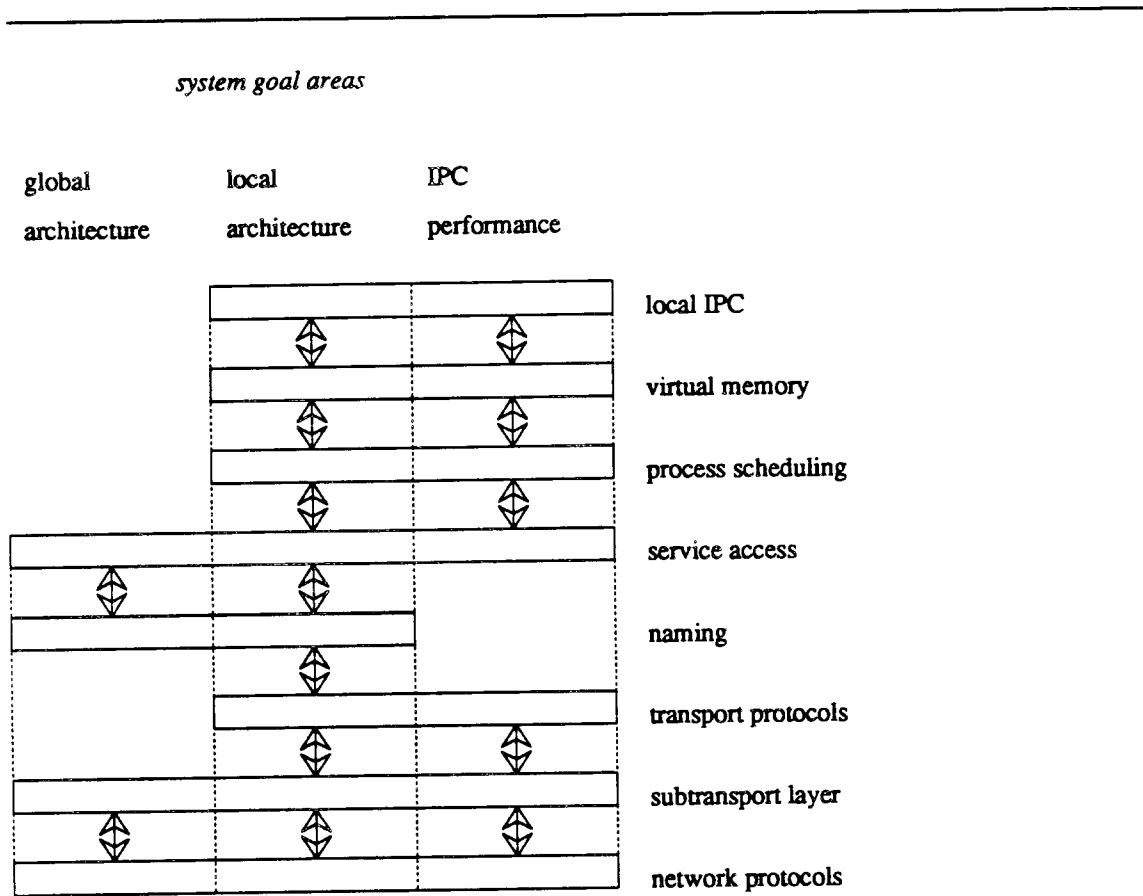 system goal areas
global local IPC
architecture architecture performance
local IPC
virtual memory
process scheduling
service access
naming
transport protocols
subtransport layer
network protocols